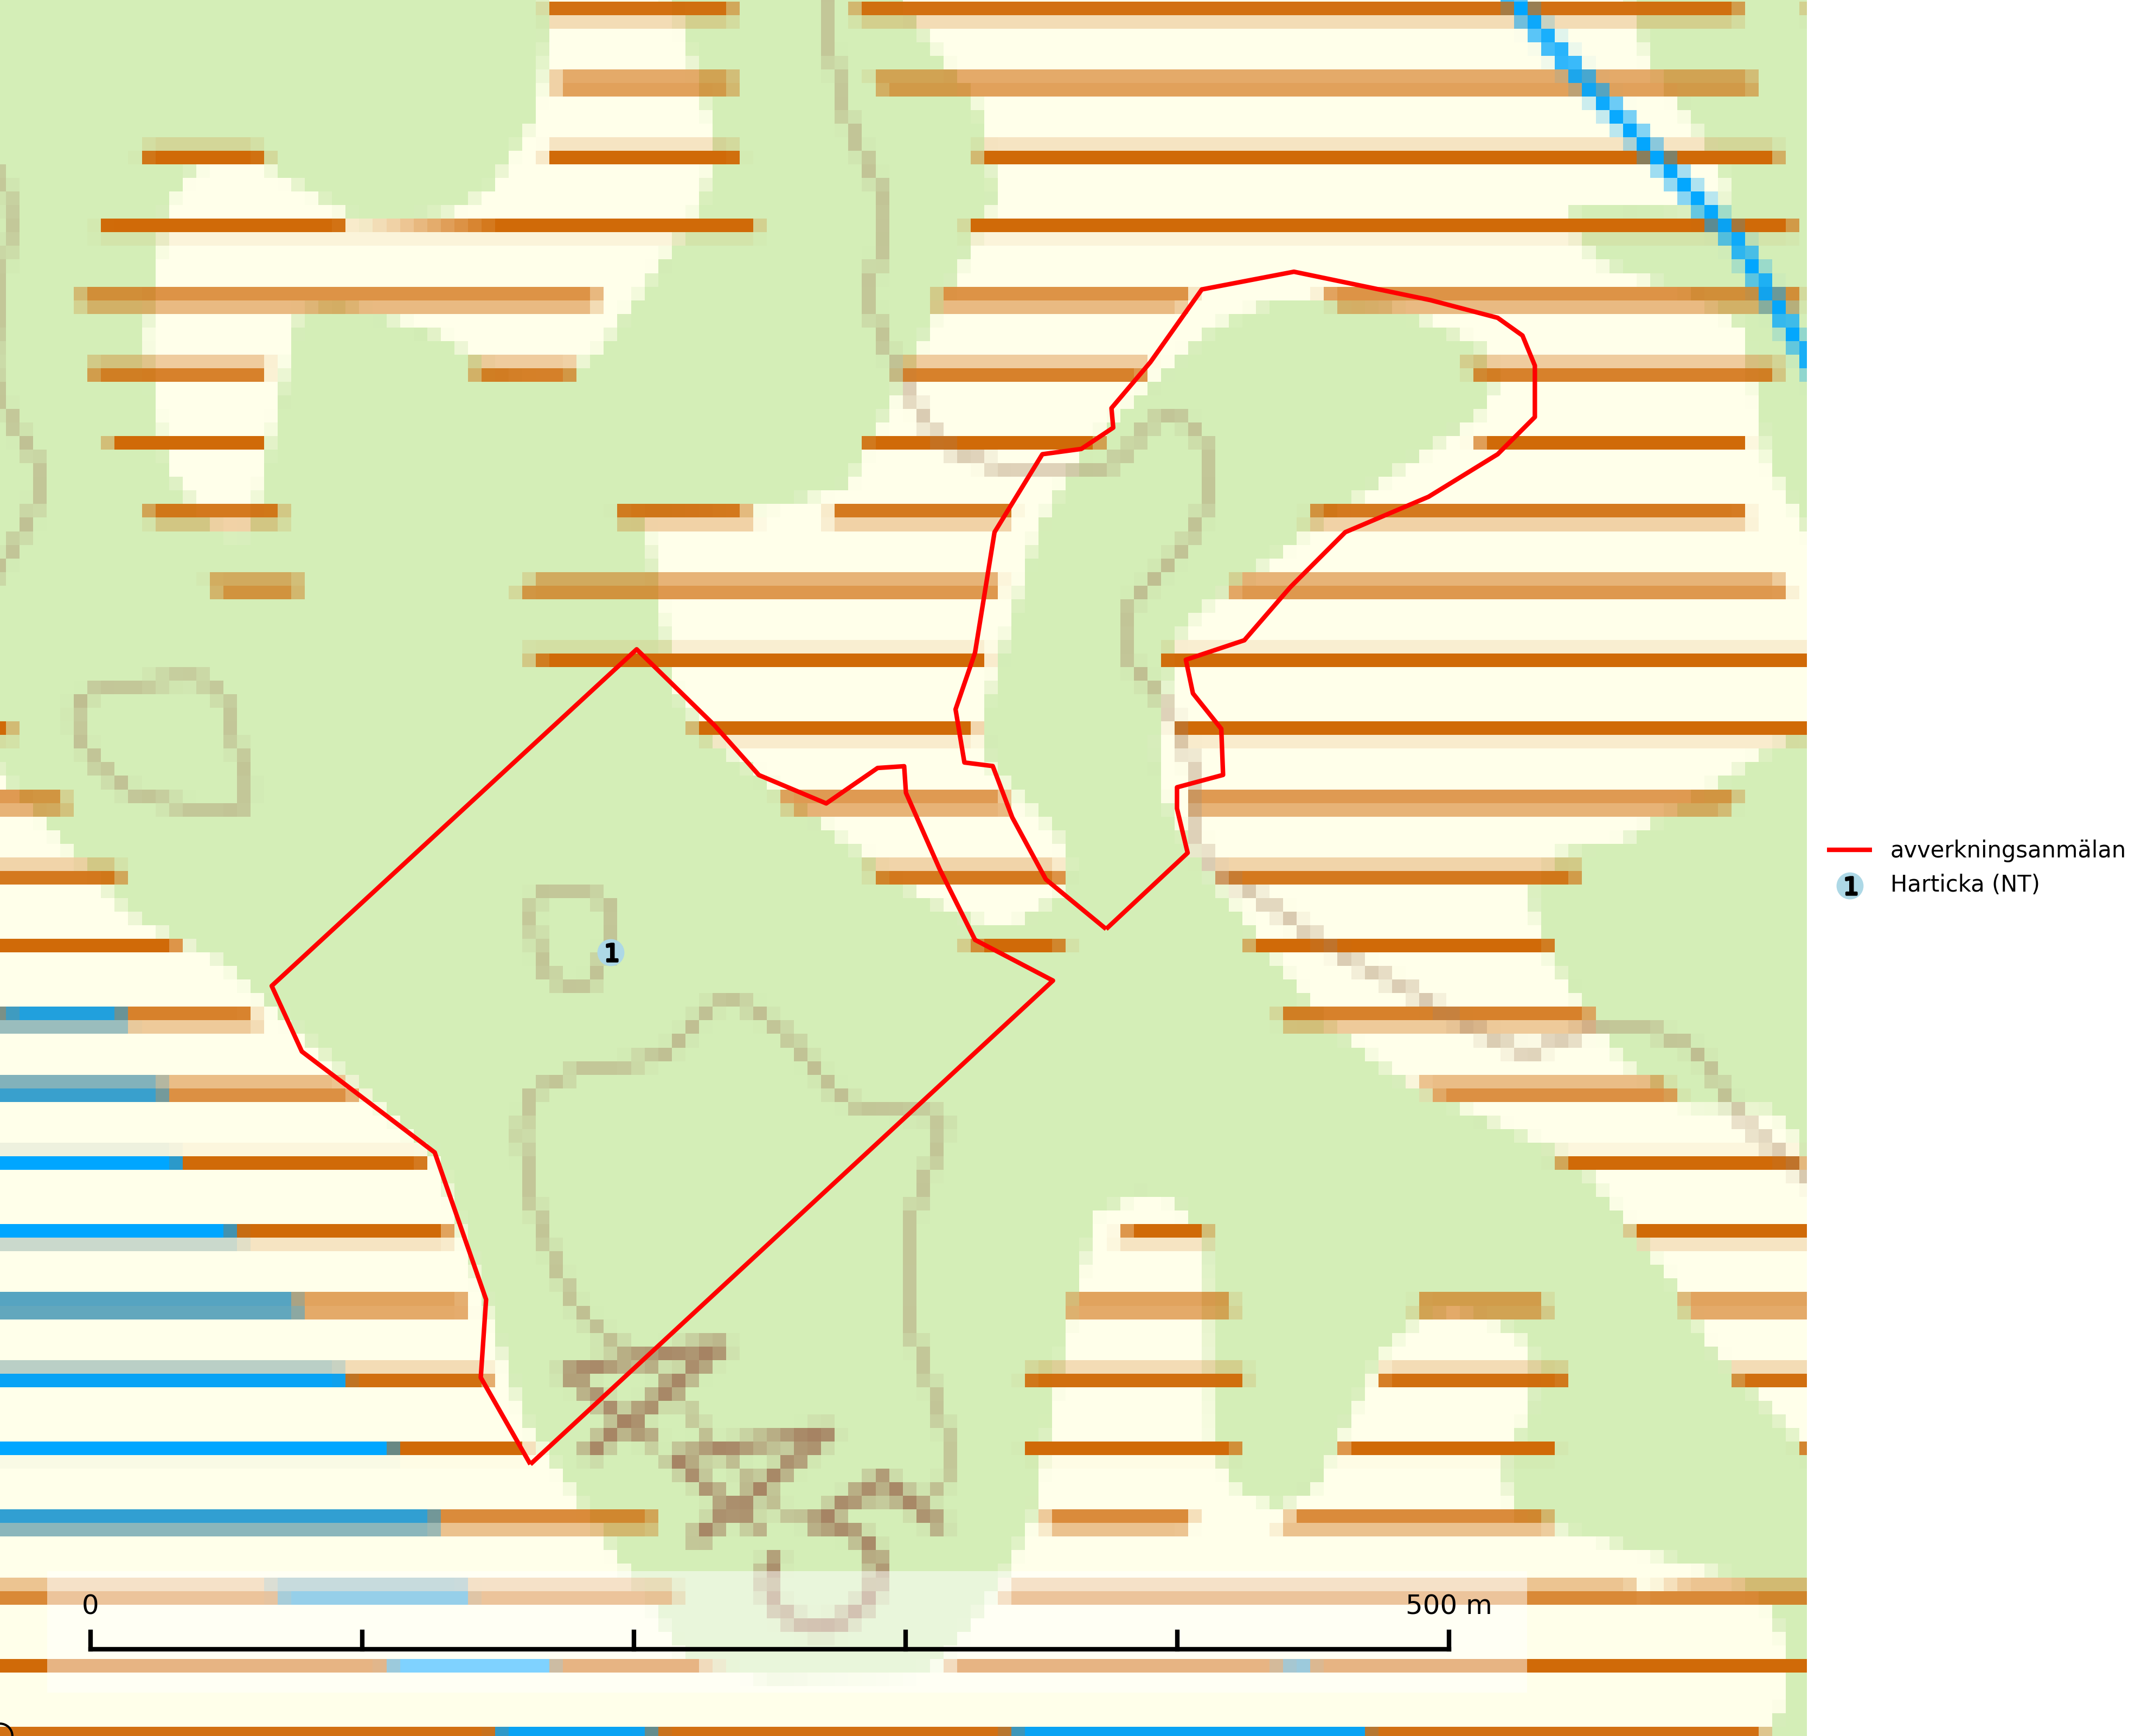 avverkningsanmälan
1 Harticka (NT)
1
0 500 m